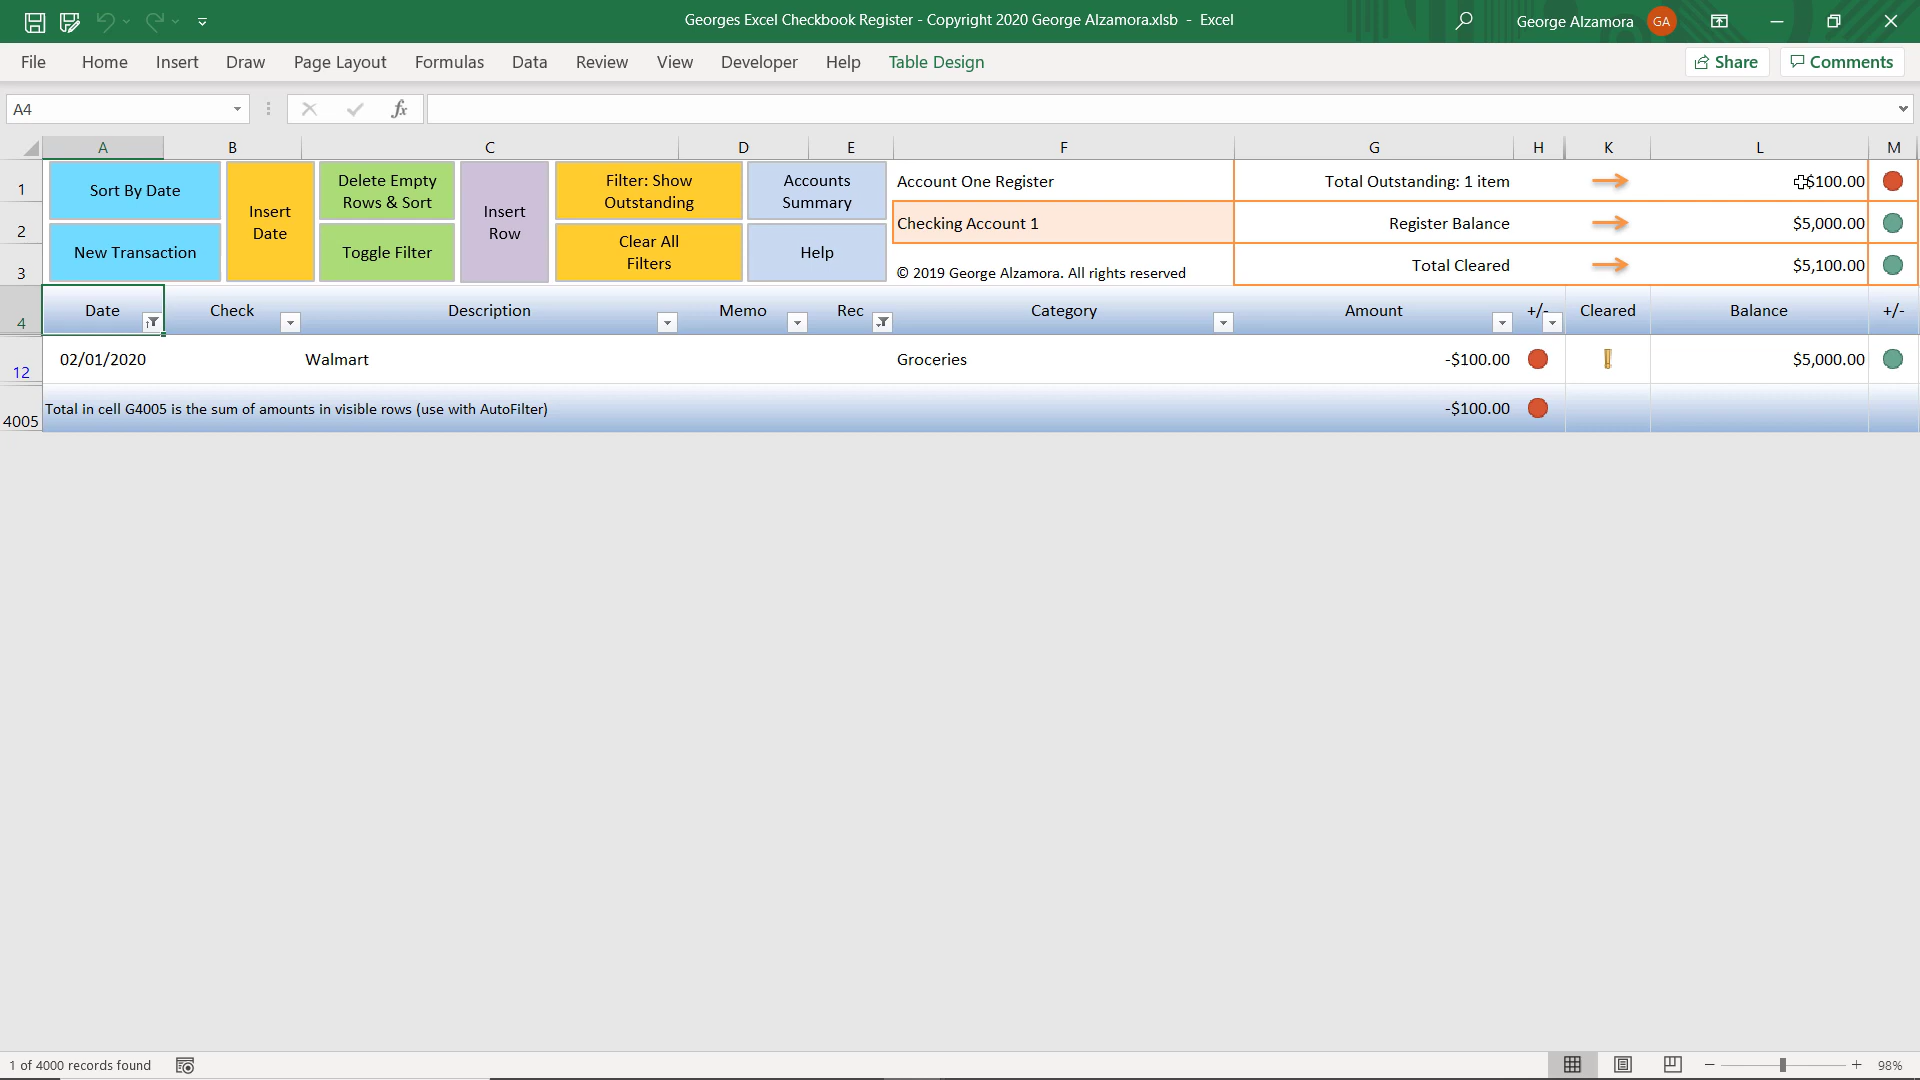 Georges Excel Checkbook Register - Copyright 2020 George Alzamora.xlsb - Excel
George Alzamora GA
File Home Insert Draw Page Layout Formulas Data Review View Developer Help Table Design Share Comments
A4 fx
A B C D E F G H K L M
1 2 3
Sort By Date
New Transaction
Insert
Date
Delete Empty
Rows & Sort
Toggle Filter
Insert
Row
Filter: Show
Outstanding
Clear All
Filters
Accounts
Summary
Help
Account One Register
Checking Account 1
© 2019 George Alzamora. All rights reserved
Total Outstanding: 1 item $100.00
Register Balance $5,000.00
Total Cleared $5,100.00
4 Date Check Description Memo Rec Category Amount +/- Cleared Balance +/-
12 02/01/2020 Walmart Groceries -$100.00 $5,000.00
4005 Total in cell G4005 is the sum of amounts in visible rows (use with AutoFilter) -$100.00
1 of 4000 records found 98%